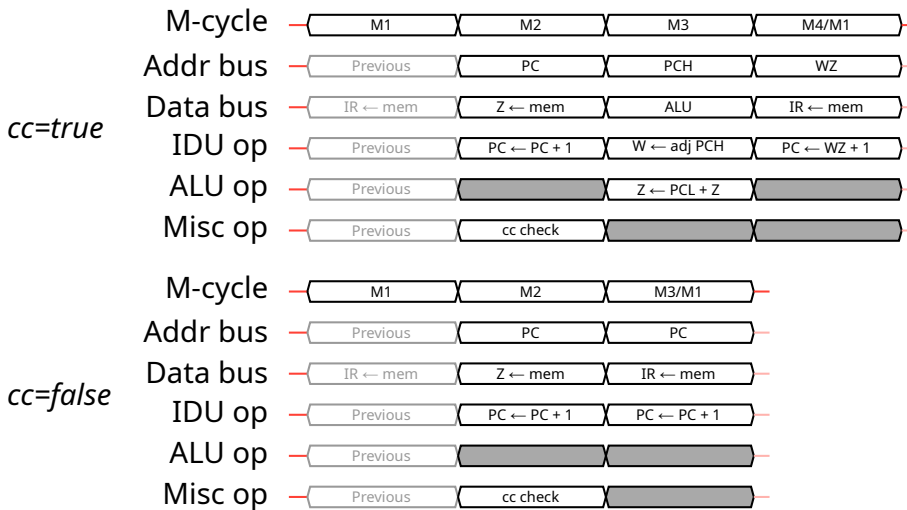 M-cycle M1 M2 M3 M4/M1
Addr bus Previous PC PCH WZ
Data bus IR ← mem Z ← mem ALU IR ← mem
cc=true
IDU op Previous PC ← PC + 1 W ← adj PCH PC ← WZ + 1
ALU op Previous Z ← PCL + Z
Misc op Previous cc check
M-cycle M1 M2 M3/M1
Addr bus Previous PC PC
Data bus IR ← mem Z ← mem IR ← mem
cc=false
IDU op Previous PC ← PC + 1 PC ← PC + 1
ALU op Previous
Misc op Previous cc check